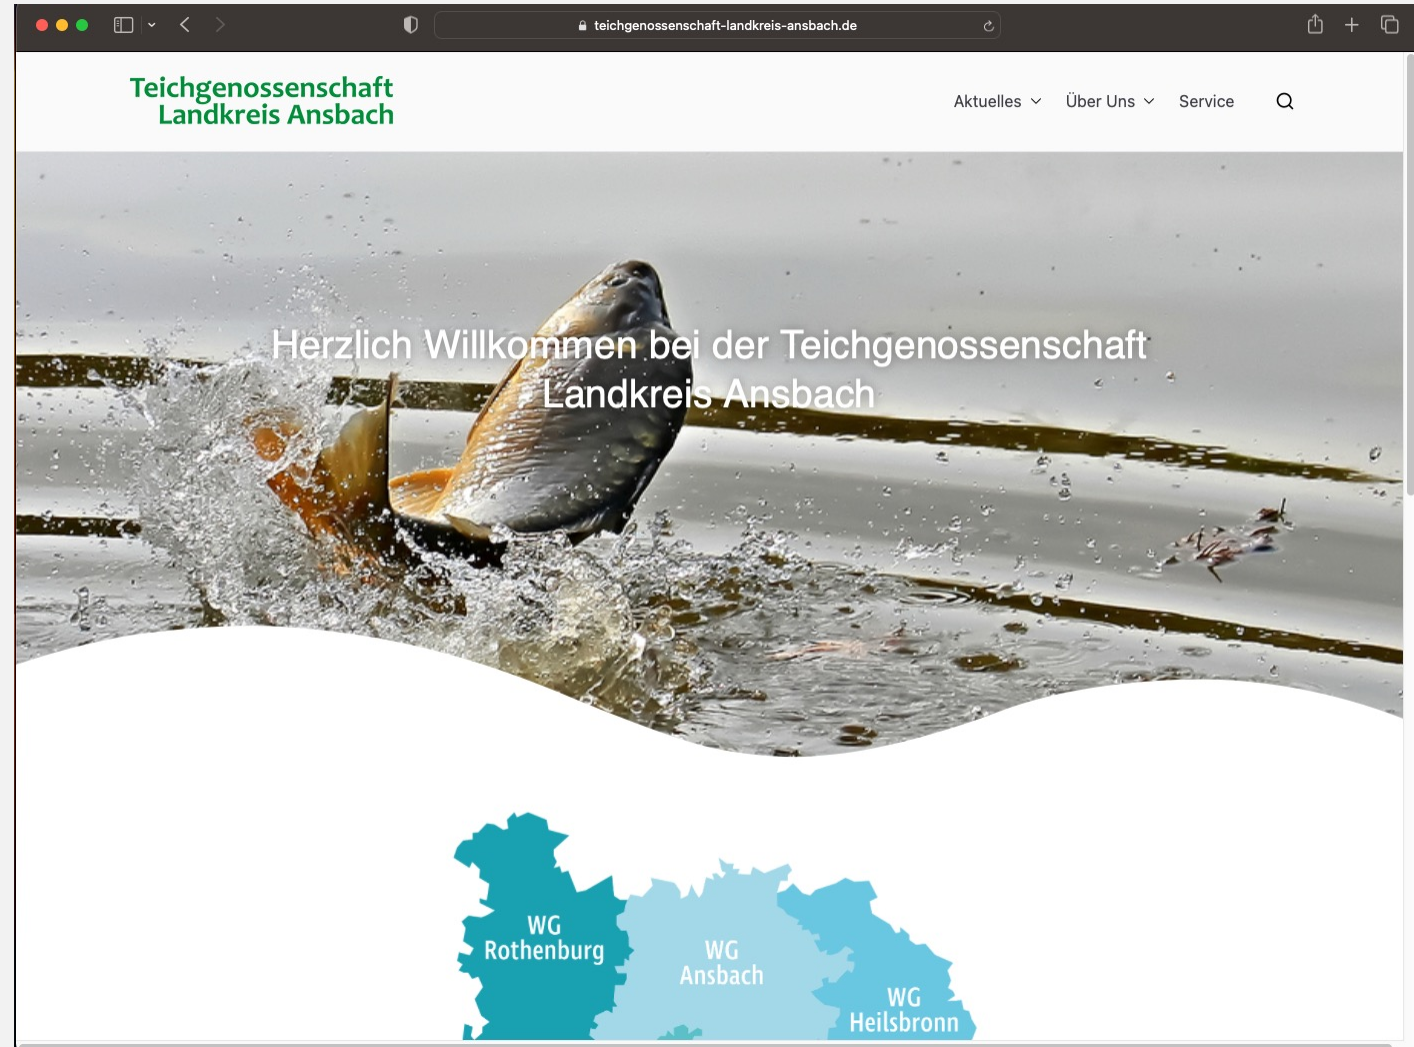 teichgenossenschaft-landkreis-ansbach.de
Teichgenossenschaft
Landkreis Ansbach
Aktuelles
Über Uns
Service
Herzlich Willkommen bei der Teichgenossenschaft
Landkreis Ansbach
WG
Rothenburg
WG
Ansbach
WG
Heilsbronn